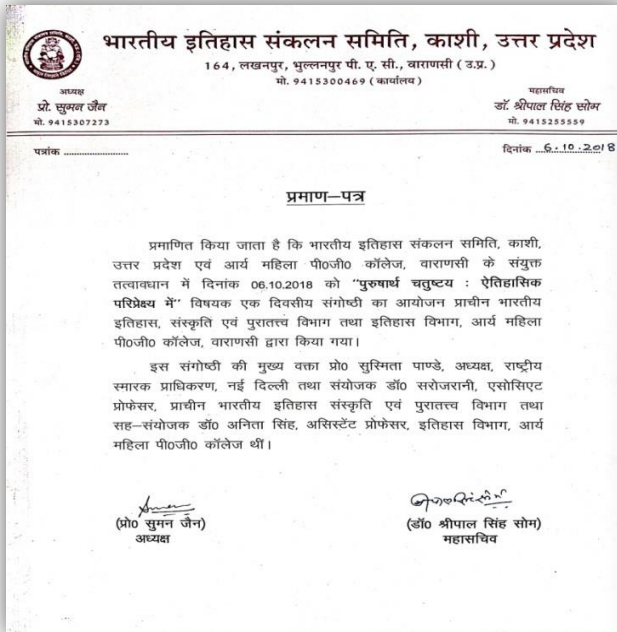 भारतीय इतिहास संकलन समिति, काशी, उत्तर प्रदेश
164, लखनपुर, भुल्लनपुर पी. ए. सी., वाराणसी (उ.प्र.)
मो. 9415300469 (कार्यालय)
अध्यक्ष
प्रो. सुमन जैन
मो. 9415307273
महासचिव
डॉ. श्रीपाल सिंह सोम
मो. 9415255559
पत्रांक ........................
दिनांक ...6.10.2018
प्रमाण–पत्र
प्रमाणित किया जाता है कि भारतीय इतिहास संकलन समिति, काशी,
उत्तर प्रदेश एवं आर्य महिला पी0जी0 कॉलेज, वाराणसी के संयुक्त
तत्वावधान में दिनांक 06.10.2018 को "पुरुषार्थ चतुष्टय : ऐतिहासिक
परिप्रेक्ष्य में" विषयक एक दिवसीय संगोष्ठी का आयोजन प्राचीन भारतीय
इतिहास, संस्कृति एवं पुरातत्त्व विभाग तथा इतिहास विभाग, आर्य महिला
पी0जी0 कॉलेज, वाराणसी द्वारा किया गया।
इस संगोष्ठी की मुख्य वक्ता प्रो0 सुस्मिता पाण्डे, अध्यक्ष, राष्ट्रीय
स्मारक प्राधिकरण, नई दिल्ली तथा संयोजक डॉ0 सरोजरानी, एसोसिएट
प्रोफेसर, प्राचीन भारतीय इतिहास संस्कृति एवं पुरातत्त्व विभाग तथा
सह–संयोजक डॉ0 अनिता सिंह, असिस्टेंट प्रोफेसर, इतिहास विभाग, आर्य
महिला पी0जी0 कॉलेज थीं।
(प्रो0 सुमन जैन)
अध्यक्ष
(डॉ0 श्रीपाल सिंह सोम)
महासचिव